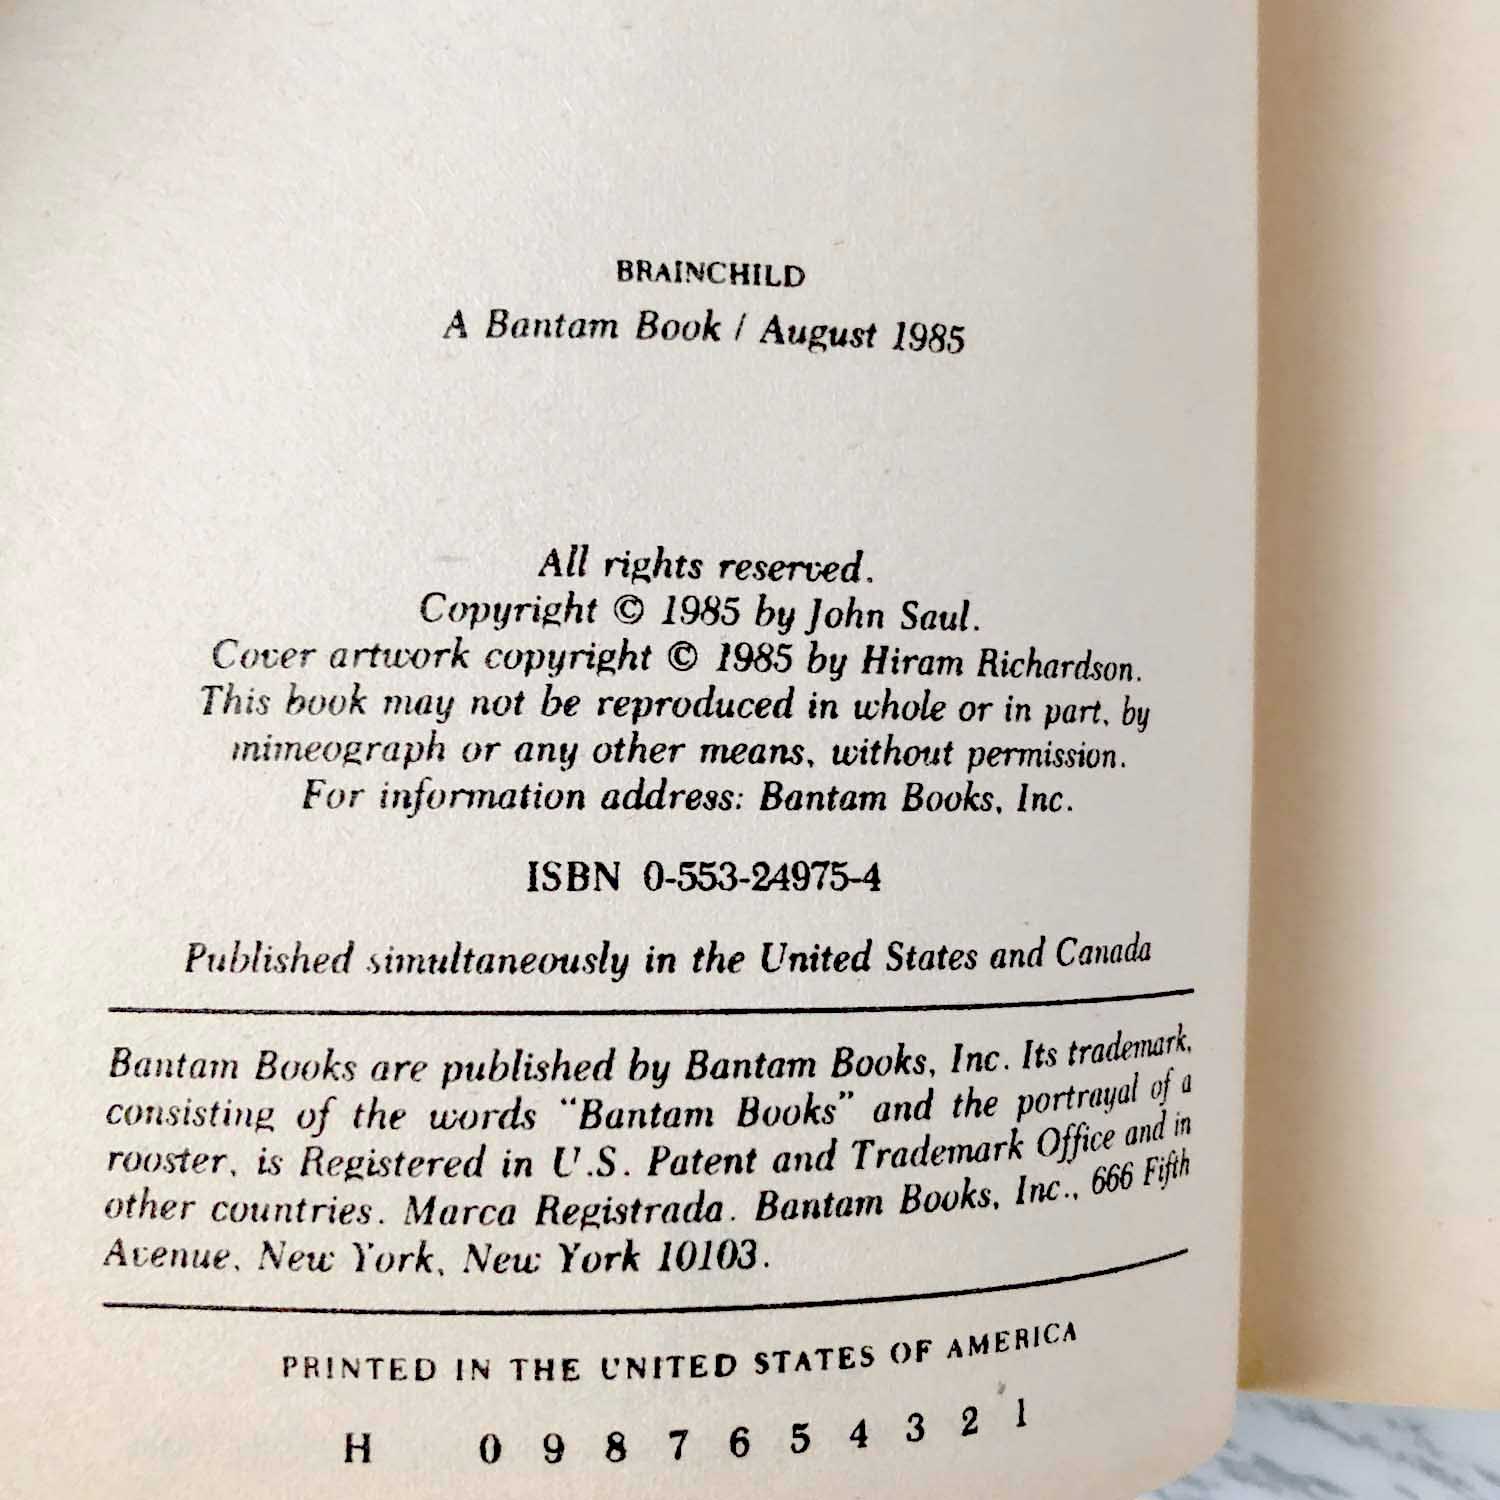 BRAINCHILD
A Bantam Book / August 1985
All rights reserved.
Copyright © 1985 by John Saul.
Cover artwork copyright © 1985 by Hiram Richardson.
This book may not be reproduced in whole or in part, by
mimeograph or any other means, without permission.
For information address: Bantam Books, Inc.
ISBN 0-553-24975-4
Published simultaneously in the United States and Canada
Bantam Books are published by Bantam Books, Inc. Its trademark,
consisting of the words "Bantam Books" and the portrayal of a
rooster, is Registered in U.S. Patent and Trademark Office and in
other countries. Marca Registrada. Bantam Books, Inc., 666 Fifth
Avenue, New York, New York 10103.
PRINTED IN THE UNITED STATES OF AMERICA
H 0 9 8 7 6 5 4 3 2 1